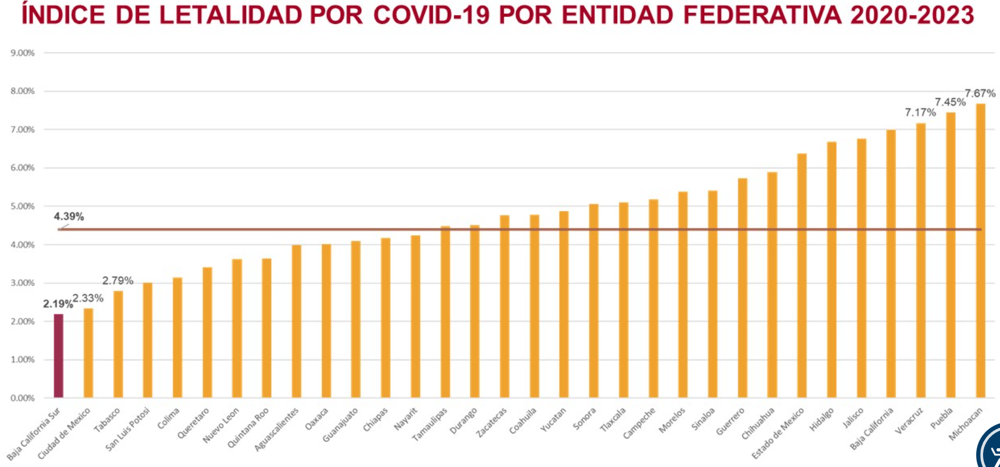 ÍNDICE DE LETALIDAD POR COVID-19 POR ENTIDAD FEDERATIVA 2020-2023
9.00%
8.00%
7.00%
6.00%
5.00%
4.00%
3.00%
2.00%
1.00%
0.00%
4.39%
2.19%
2.33%
2.79%
7.17%
7.45%
7.67%
Baja California Sur
Ciudad de Mexico
Tabasco
San Luis Potosi
Colima
Queretaro
Nuevo Leon
Quintana Roo
Aguascalientes
Oaxaca
Guanajuato
Chiapas
Nayarit
Tamaulipas
Durango
Zacatecas
Coahuila
Yucatan
Sonora
Tlaxcala
Campeche
Morelos
Sinaloa
Guerrero
Chihuahua
Estado de Mexico
Hidalgo
Jalisco
Baja California
Veracruz
Puebla
Michoacan